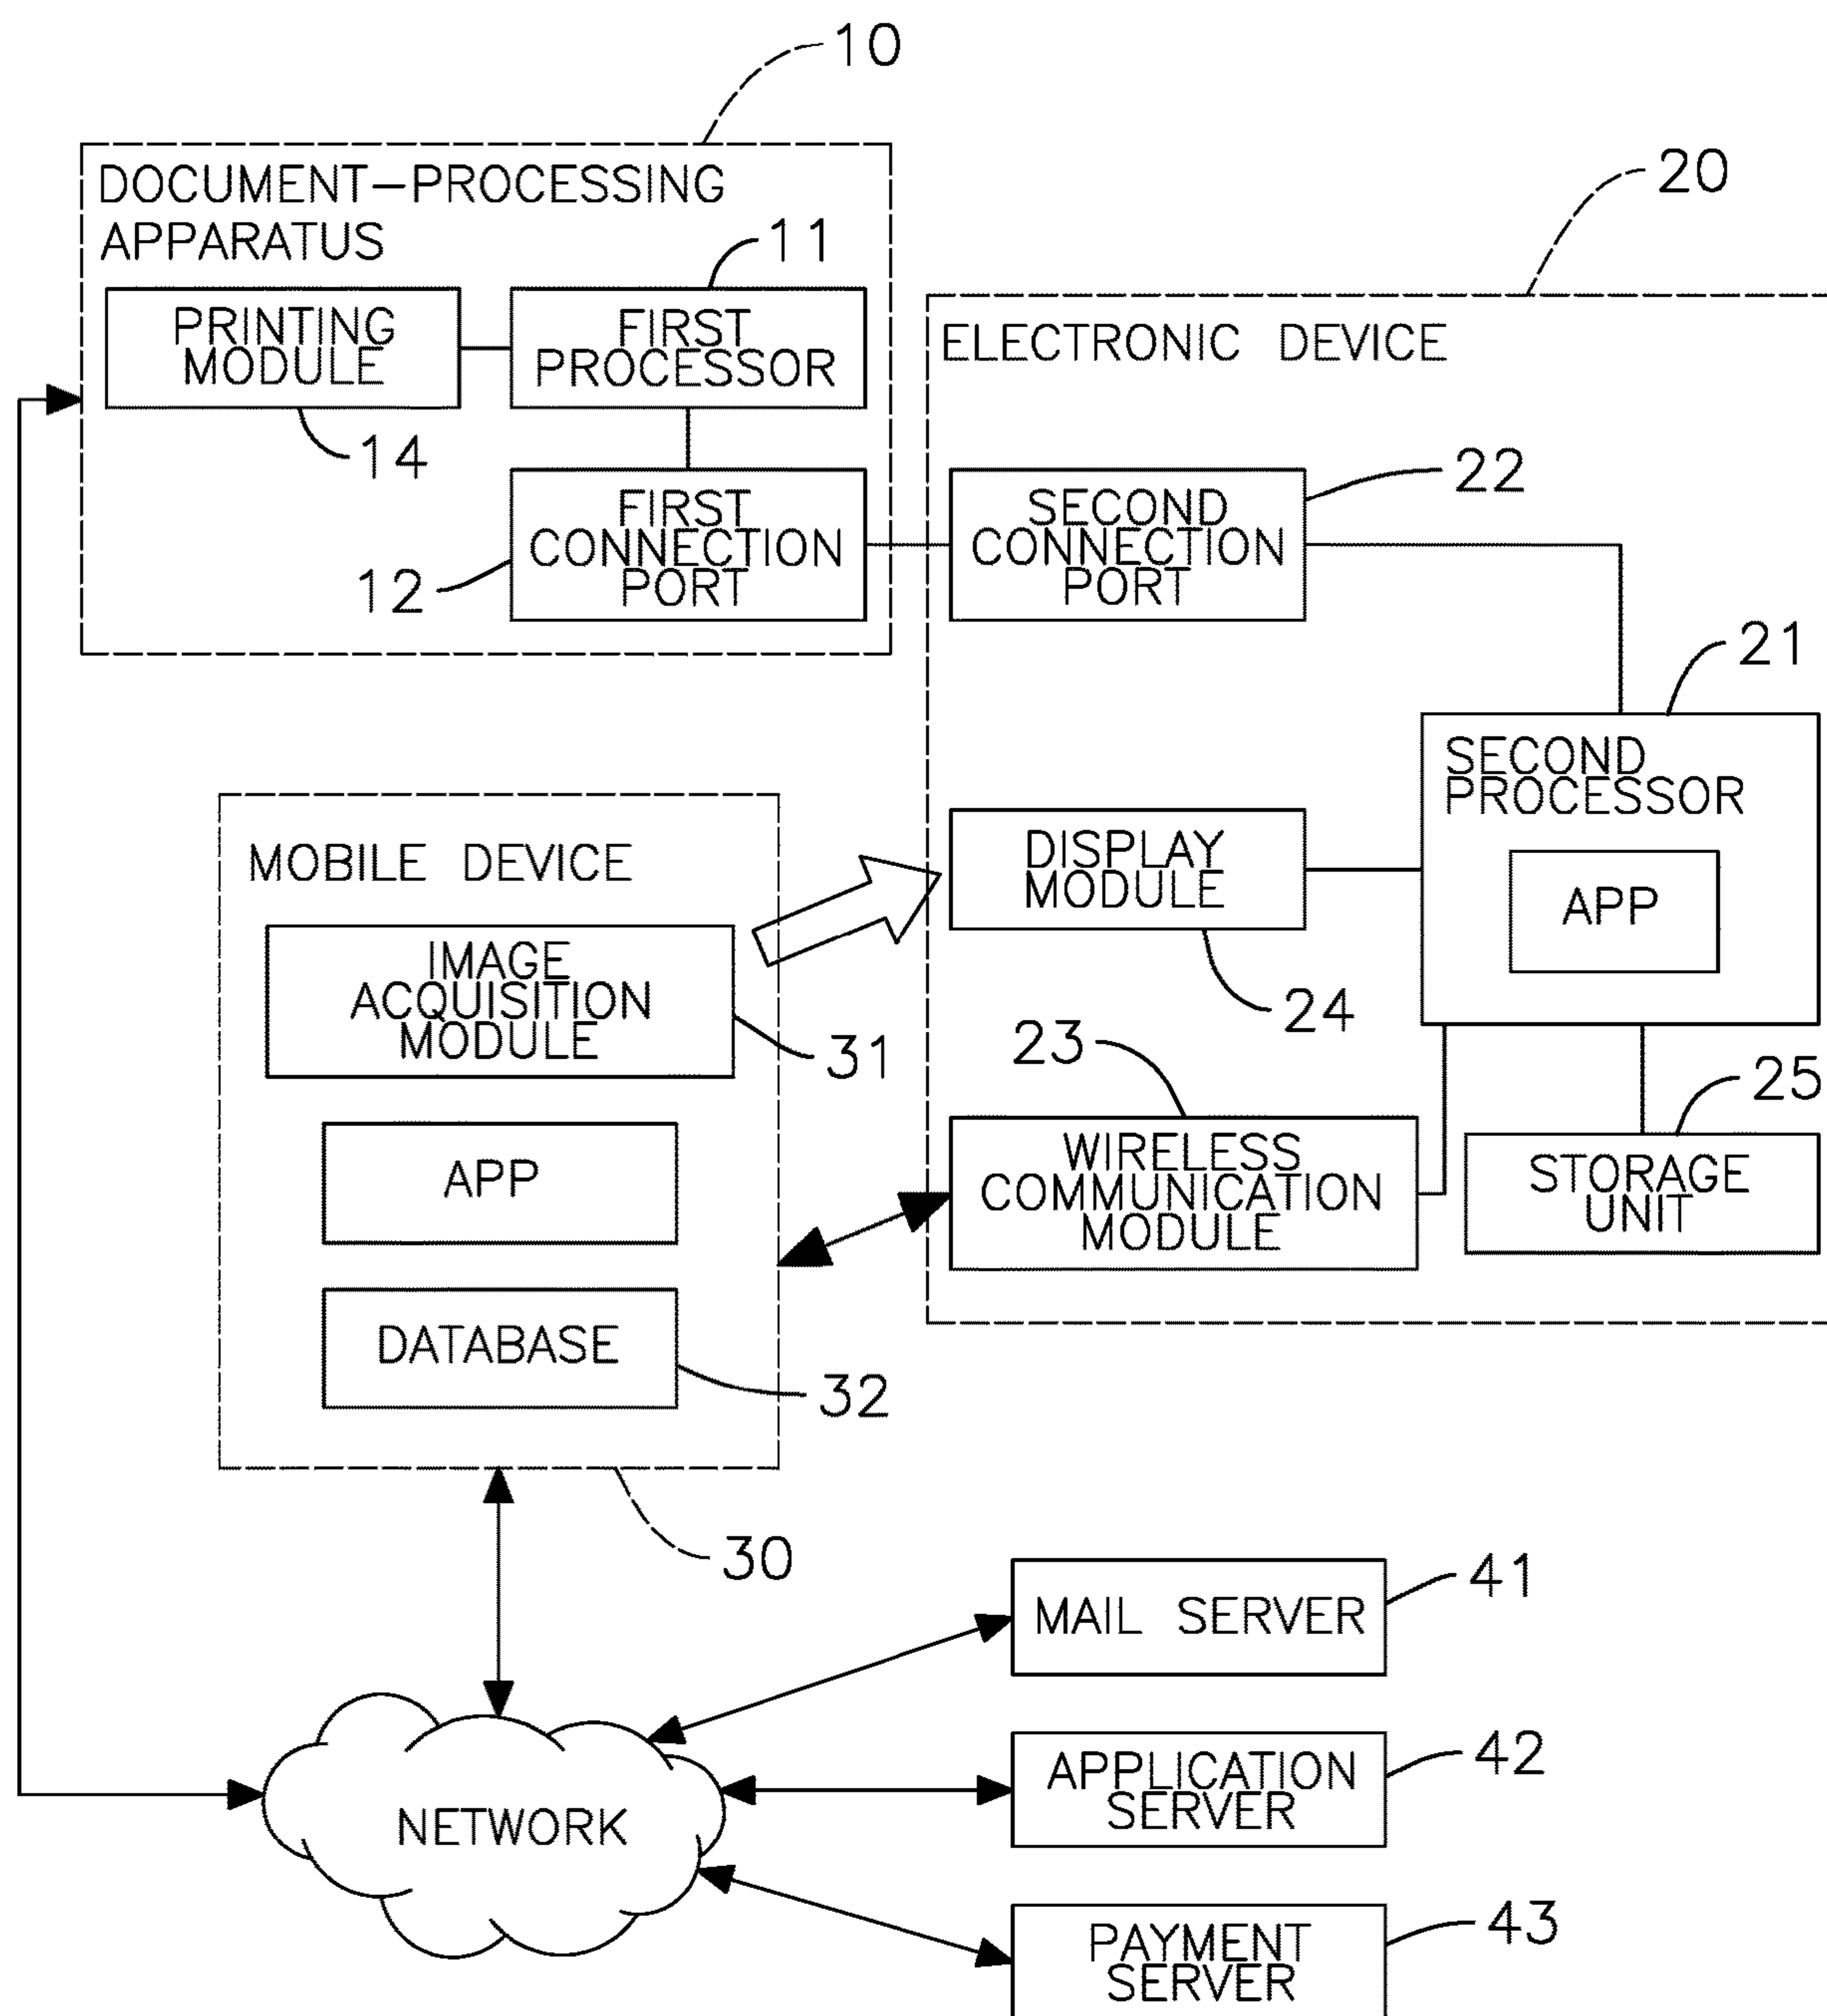 10
DOCUMENT-PROCESSING
APPARATUS
11
PRINTING
MODULE
FIRST
PROCESSOR
14
FIRST
CONNECTION
PORT
12
20
ELECTRONIC DEVICE
22
SECOND
CONNECTION
PORT
21
SECOND
PROCESSOR
APP
DISPLAY
MODULE
24
23
WIRELESS
COMMUNICATION
MODULE
25
STORAGE
UNIT
MOBILE DEVICE
IMAGE
ACQUISITION
MODULE
31
APP
DATABASE
32
30
NETWORK
MAIL SERVER
41
APPLICATION
SERVER
42
PAYMENT
SERVER
43